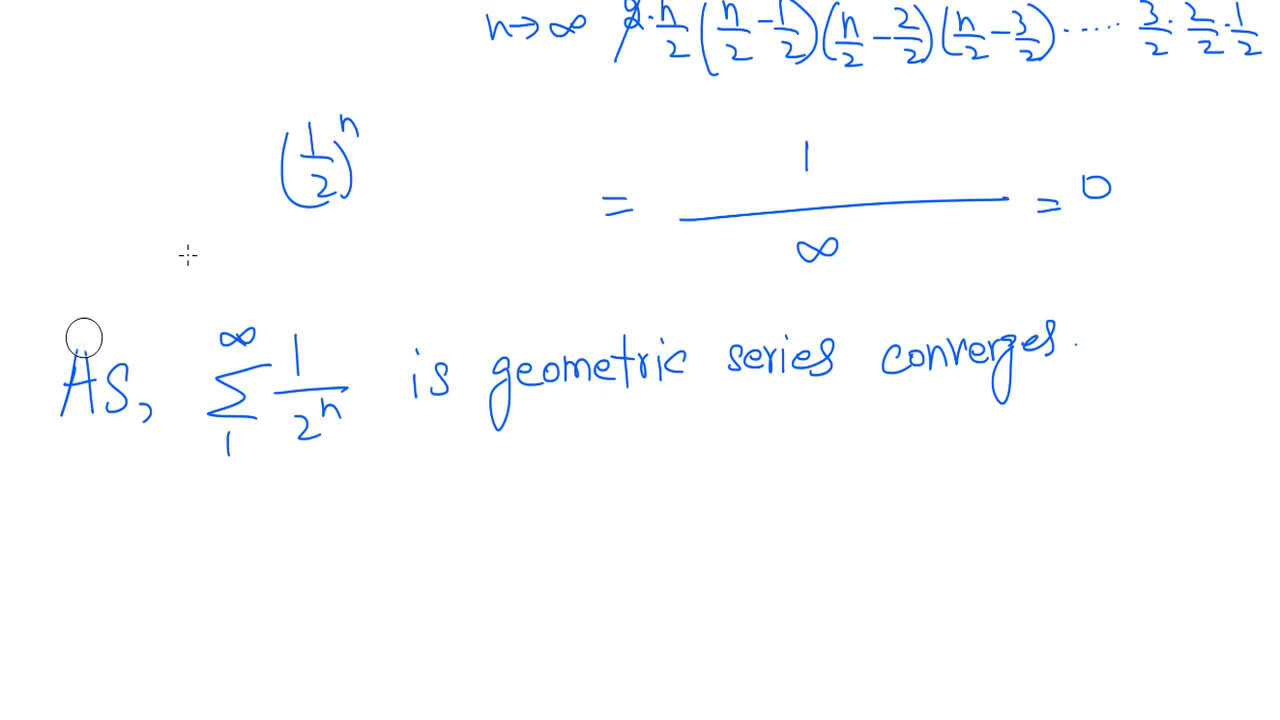 n→∞ 2·n/2(n/2-1/2)(n/2-2/2)(n/2-3/2)·····3/2·2/2·1/2
(1/2)^n
= 1/∞ = 0
AS, ∑_1^∞ 1/2^n is geometric series converges.